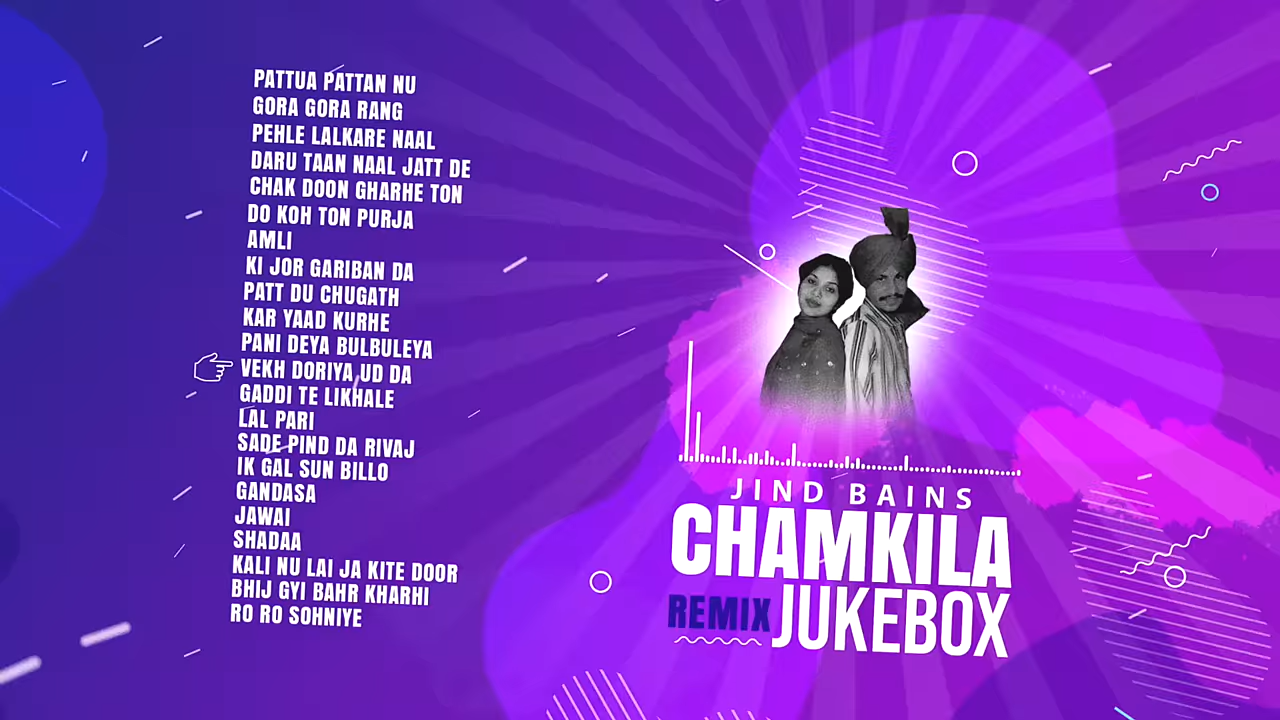 PATTUA PATTAN NU
GORA GORA RANG
PEHLE LALKARE NAAL
DARU TAAN NAAL JATT DE
CHAK DOON GHARHE TON
DO KOH TON PURJA
AMLI
KI JOR GARIBAN DA
PATT DU CHUGATH
KAR YAAD KURHE
PANI DEYA BULBULEYA
VEKH DORIYA UD DA
GADDI TE LIKHALE
LAL PARI
SADE PIND DA RIVAJ
IK GAL SUN BILLO
GANDASA
JAWAI
SHADAA
KALI NU LAI JA KITE DOOR
BHIJ GYI BAHR KHARHI
RO RO SOHNIYE
JIND BAINS
CHAMKILA
REMIX JUKEBOX